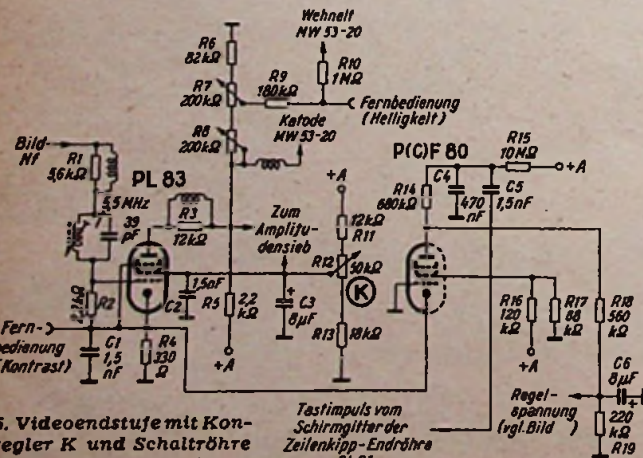 Wehnelt
MW 53-20
R6
82kΩ
R10
1MΩ
R9
180kΩ
R7
200kΩ
Fernbedienung
(Helligkeit)
R8
200kΩ
Katode
MW 53-20
Bild-
Nf
R1
5,6kΩ
PL 83
P(C)F 80
R15
10MΩ
+A
5,5 MHz
39
pF
R3
12kΩ
Zum
Amplitu-
densieb
+A
12kΩ
R11
R14
680kΩ
C4
470
nF
C5
1,5nF
R12
50kΩ
K
R2
1,5nF
C2
R5
2,2
kΩ
+
C3
8µF
R13
18kΩ
R16
120
kΩ
R17
88
kΩ
R18
560
kΩ
Fern-
bedienung
(Kontrast)
C1
1,5
nF
R4
330
Ω
+A
+A
C6
8µF
+
Regel-
spannung
(vgl. Bild
220
kΩ
R19
Tastimpuls vom
Schirmgitter der
Zeilenkipp-Endröhre
5. Videoendstufe mit Kon-
regler K und Schaltröhre